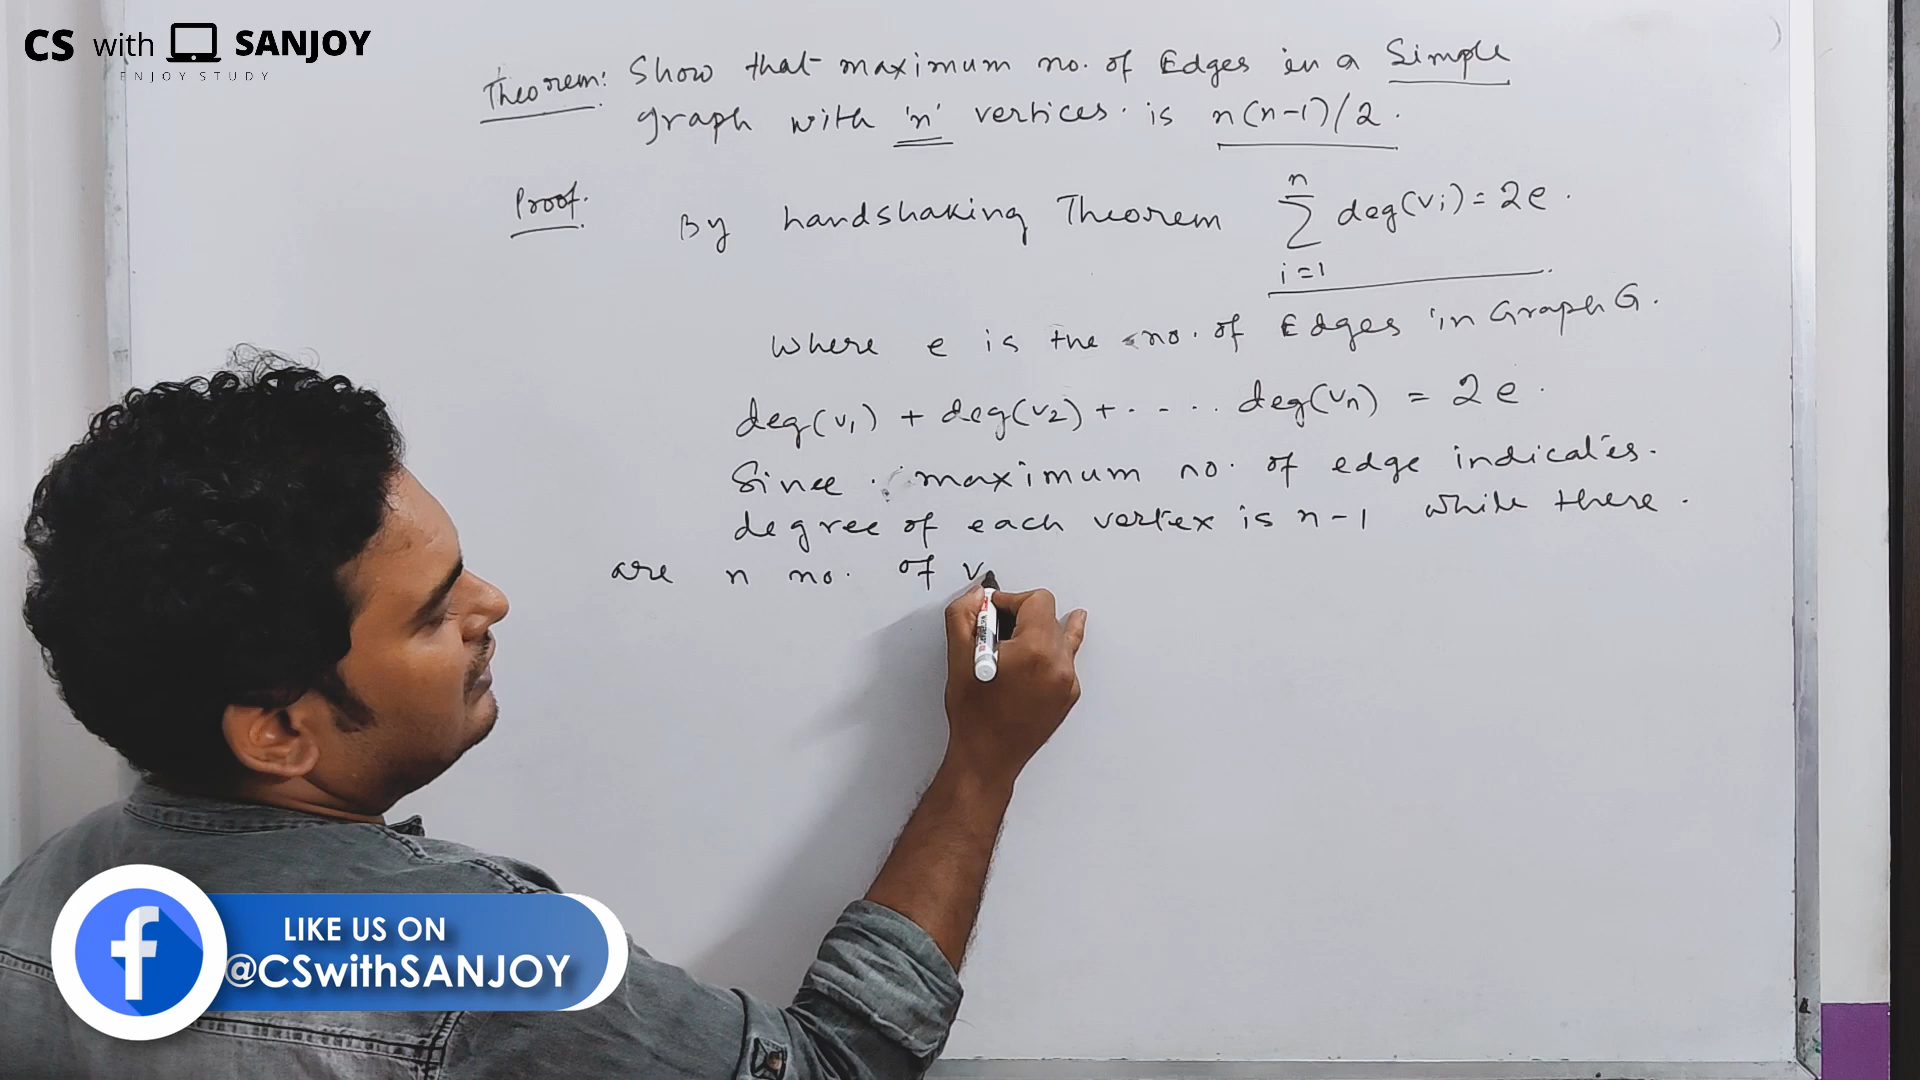 CS with SANJOY
ENJOY STUDY
Theorem: Show that maximum no. of Edges in a Simple
graph with 'n' vertices is n(n-1)/2.
Proof. By handshaking Theorem n∑i=1 deg(vi) = 2e.
Where e is the no. of Edges in Graph G.
deg(v1) + deg(v2) + ..... deg(vn) = 2e.
Since maximum no. of edge indicates.
degree of each vertex is n-1 while there.
are n no. of v
LIKE US ON
@CSwithSANJOY